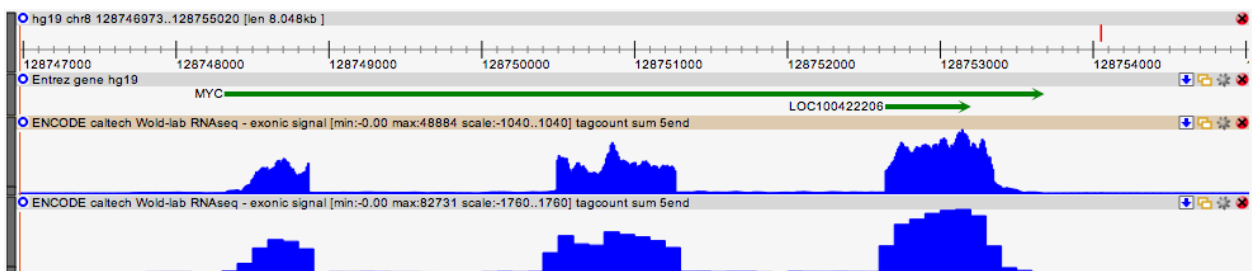 hg19 chr8 128746973..128755020 [len 8.048kb ]
128747000 128748000 128749000 128750000 128751000 128752000 128753000 128754000
Entrez gene hg19
MYC
LOC100422206
ENCODE caltech Wold-lab RNAseq - exonic signal [min:-0.00 max:48884 scale:-1040..1040] tagcount sum 5end
ENCODE caltech Wold-lab RNAseq - exonic signal [min:-0.00 max:82731 scale:-1760..1760] tagcount sum 5end